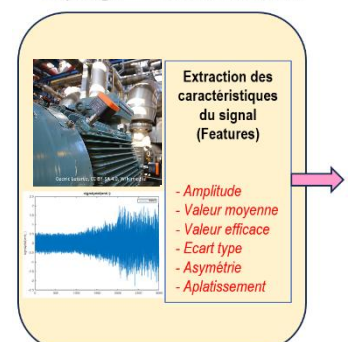 Extraction des
caractéristiques
du signal
(Features)
- Amplitude
- Valeur moyenne
- Valeur efficace
- Ecart type
- Asymétrie
- Aplatissement